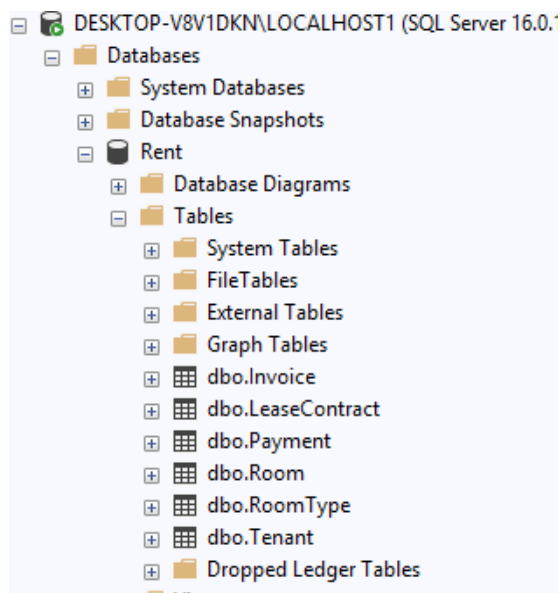 DESKTOP-V8V1DKN\LOCALHOST1 (SQL Server 16.0.1
Databases
System Databases
Database Snapshots
Rent
Database Diagrams
Tables
System Tables
FileTables
External Tables
Graph Tables
dbo.Invoice
dbo.LeaseContract
dbo.Payment
dbo.Room
dbo.RoomType
dbo.Tenant
Dropped Ledger Tables